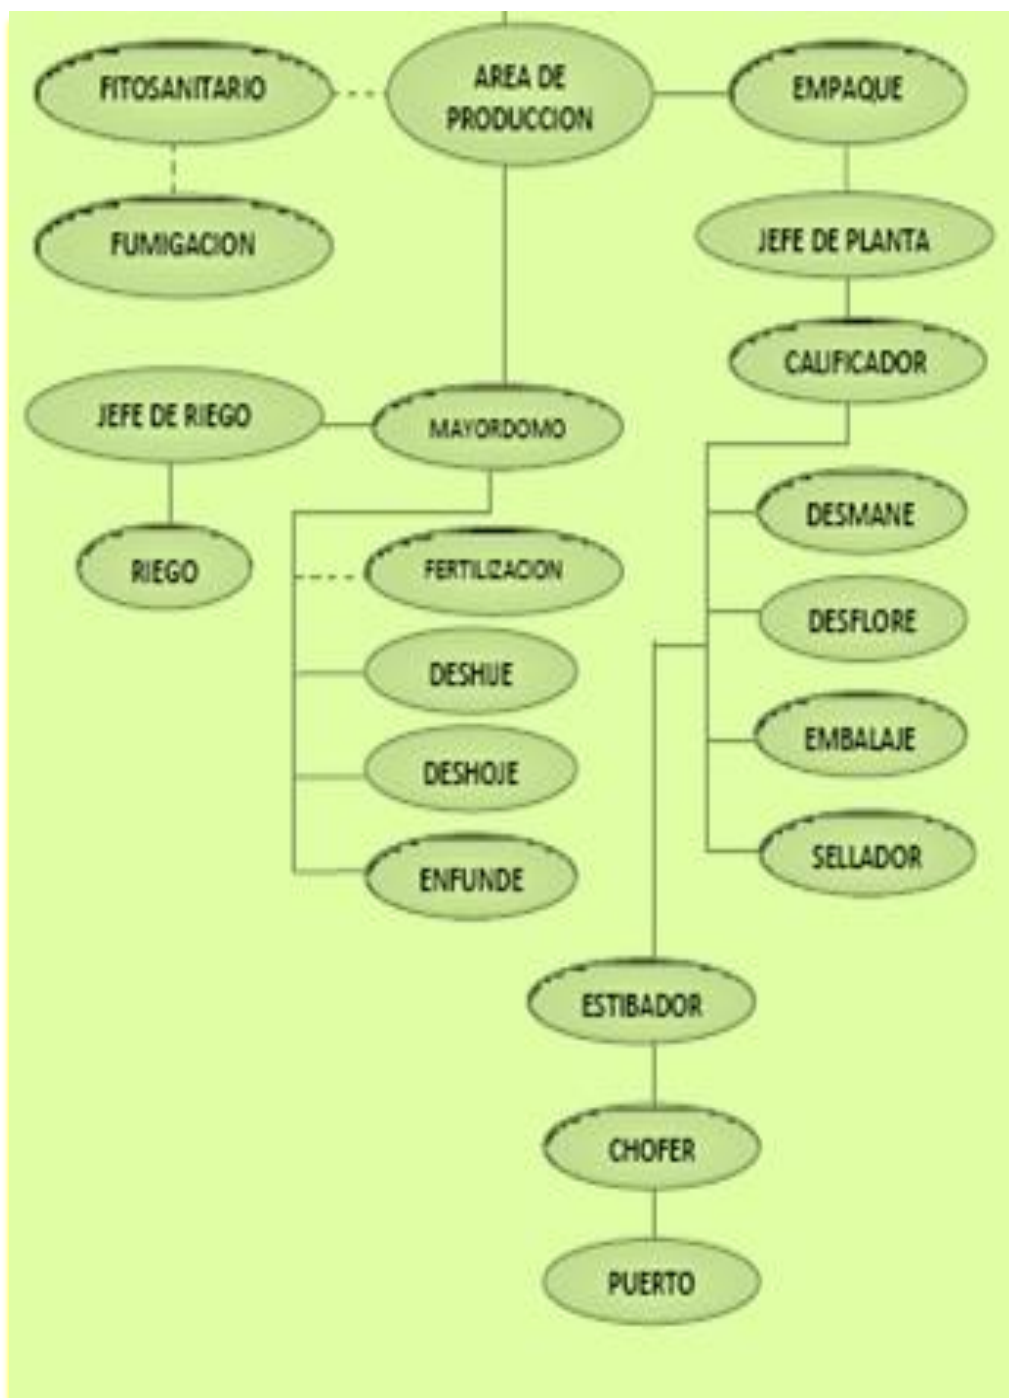 FITOSANITARIO
AREA DE
PRODUCCION
EMPAQUE
FUMIGACION
JEFE DE PLANTA
CALIFICADOR
JEFE DE RIEGO
MAYORDOMO
RIEGO
FERTILIZACION
DESHIJE
DESHOJE
ENFUNDE
DESMANE
DESFLORE
EMBALAJE
SELLADOR
ESTIBADOR
CHOFER
PUERTO